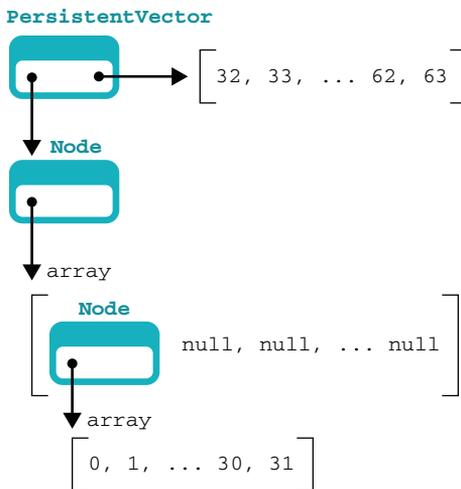 PersistentVector
32, 33, ... 62, 63
Node
array
Node
null, null, ... null
array
0, 1, ... 30, 31